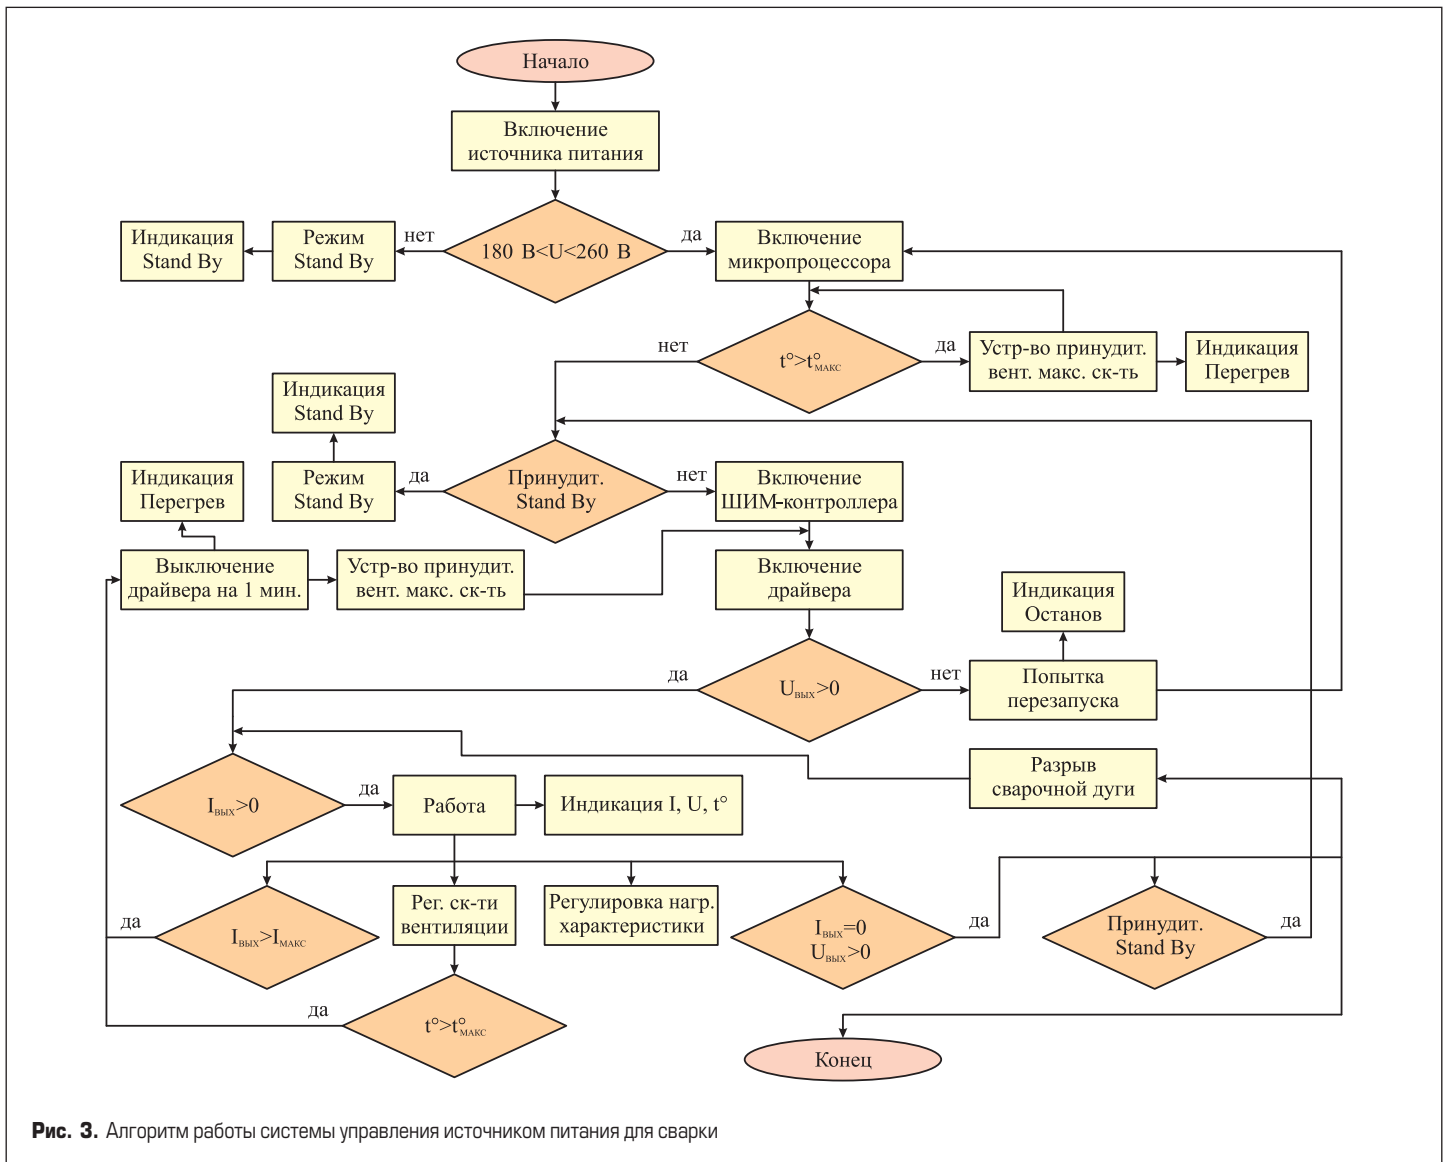 Начало
Включение
источника питания
180 В<U<260 В
нет
Режим
Stand By
Индикация
Stand By
да
Включение
микропроцессора
t°>t°МАКС
нет
да
Устр-во принудит.
вент. макс. ск-ть
Индикация
Перегрев
Индикация
Stand By
Индикация
Перегрев
Режим
Stand By
да
Принудит.
Stand By
нет
Включение
ШИМ-контроллера
Выключение
драйвера на 1 мин.
Устр-во принудит.
вент. макс. ск-ть
Включение
драйвера
Индикация
Останов
да
Uвых>0
нет
Попытка
перезапуска
Разрыв
сварочной дуги
Iвых>0
да
Работа
Индикация I, U, t°
да
Iвых>IМАКС
Рег. ск-ти
вентиляции
Регулировка нагр.
характеристики
Iвых=0
Uвых>0
да
Принудит.
Stand By
да
да
t°>t°МАКС
Конец
Рис. 3. Алгоритм работы системы управления источником питания для сварки